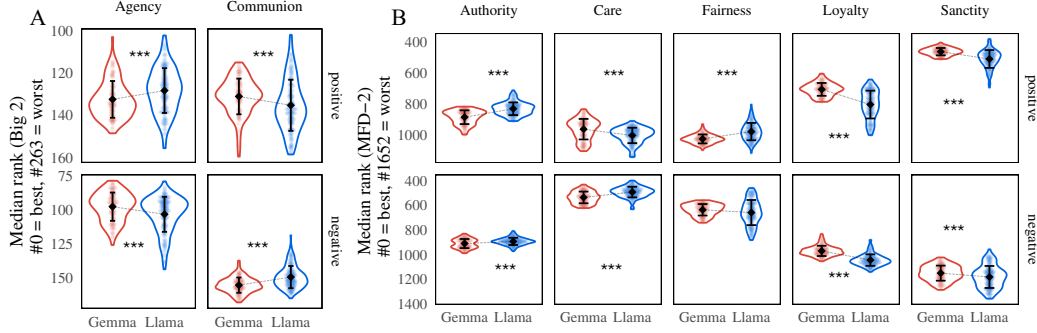 A
Agency
Communion
Median rank (Big 2)
#0 = best, #263 = worst
100
120
140
160
***
***
positive
75
100
125
150
***
***
negative
Gemma Llama
Gemma Llama
B
Authority
Care
Fairness
Loyalty
Sanctity
Median rank (MFD−2)
#0 = best, #1652 = worst
400
600
800
1000
***
***
***
***
***
positive
400
600
800
1000
1200
1400
***
***
***
***
negative
Gemma Llama
Gemma Llama
Gemma Llama
Gemma Llama
Gemma Llama